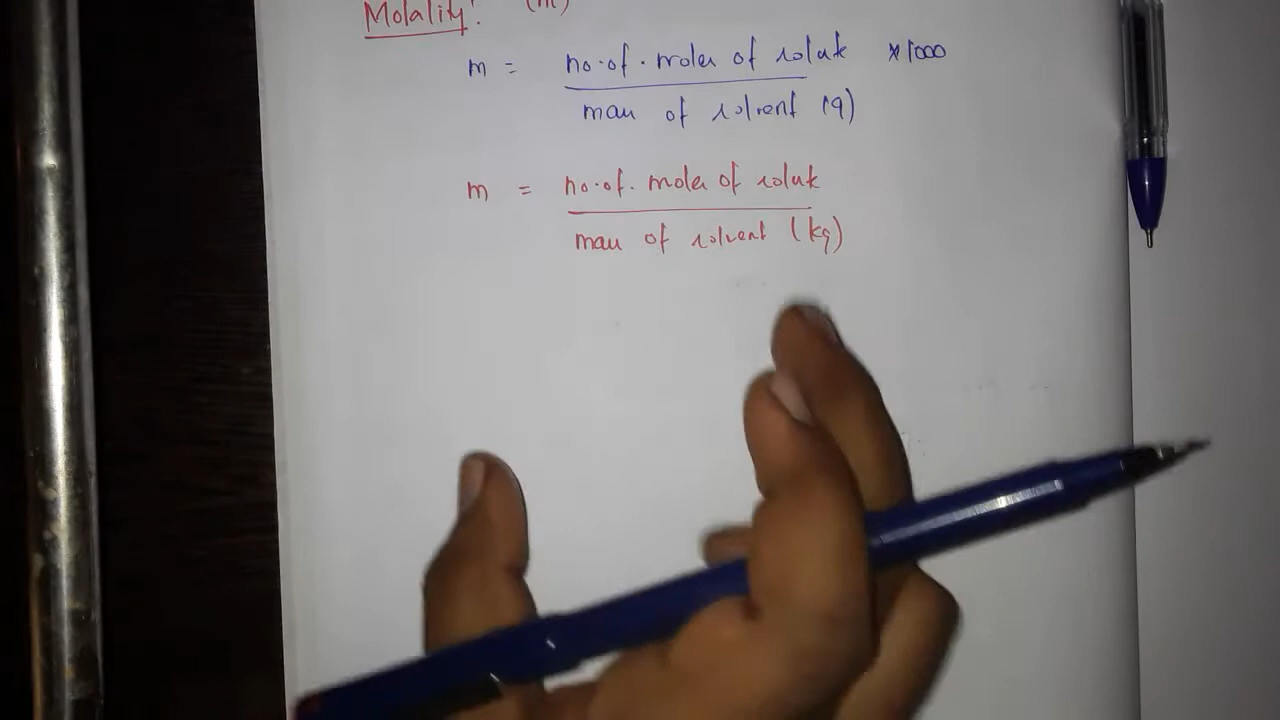 Molality: (m)
m = no. of. moles of solute × 1000
mass of solvent (g)
m = no. of. moles of solute
mass of solvent (kg)